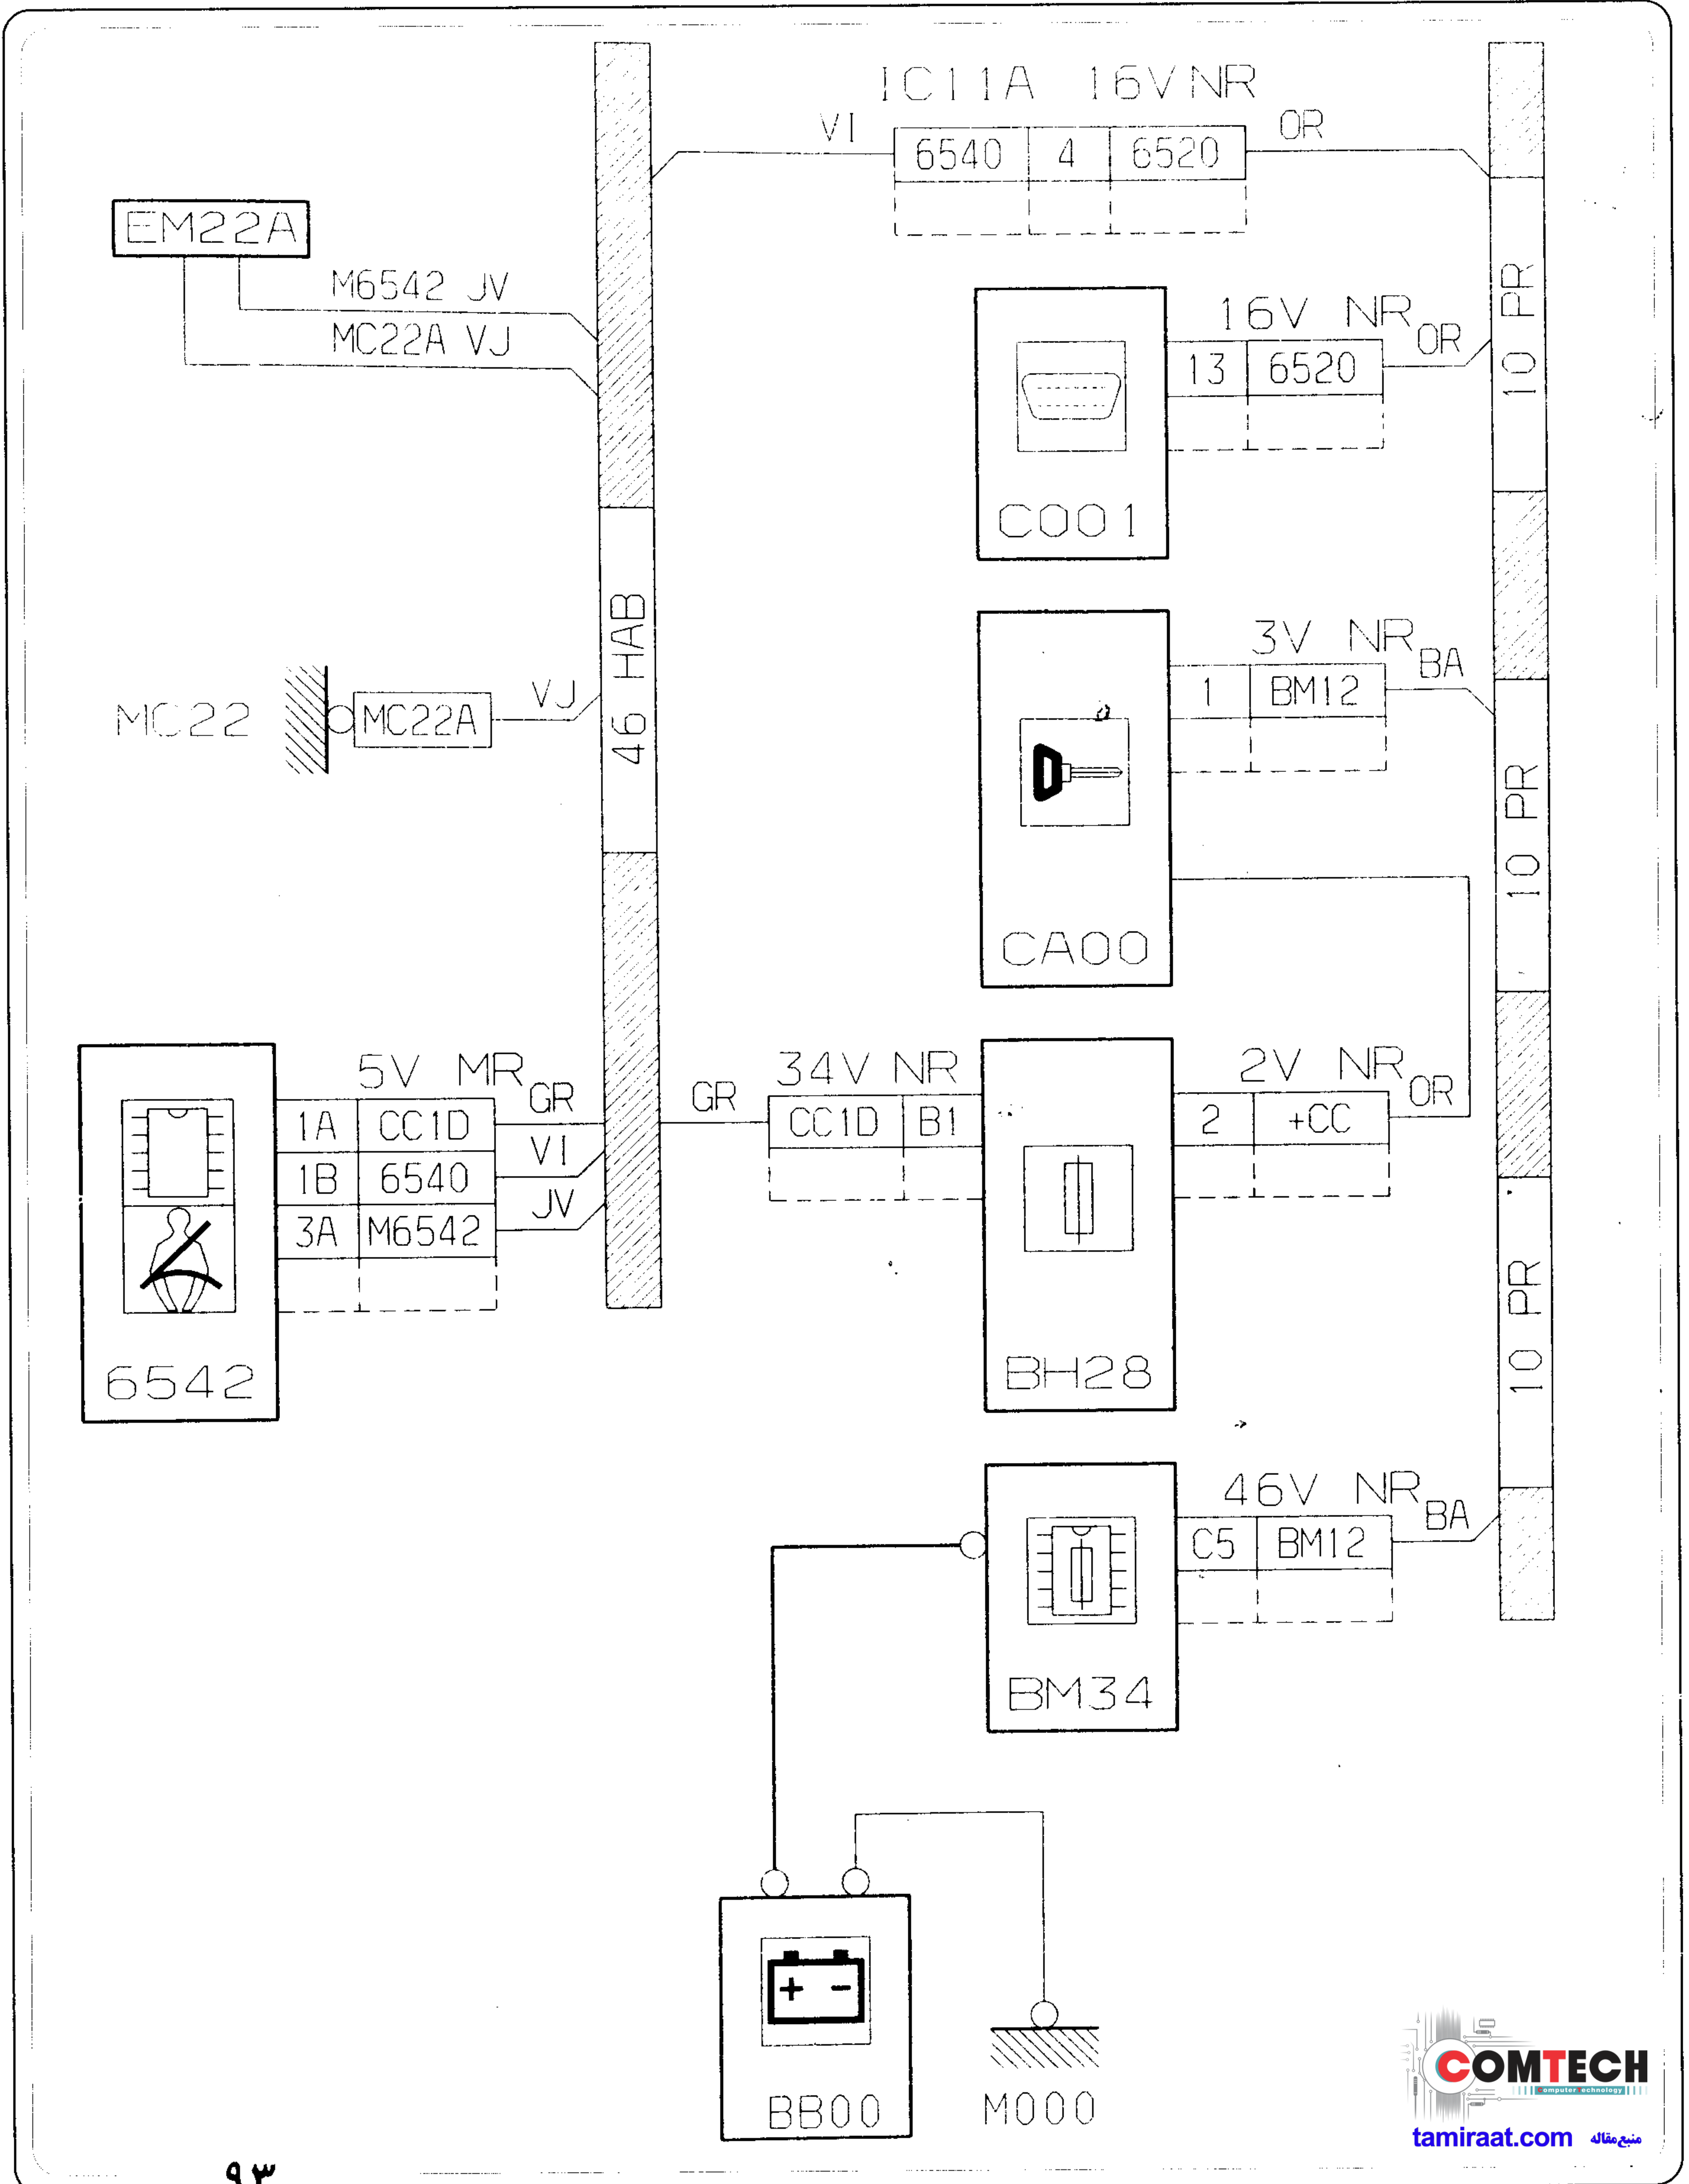 IC11A 16V NR
VI
6540 4 6520
OR
EM22A
M6542 JV
MC22A VJ
10 PR
16V NR
OR
13 6520
C001
46 HAB
3V NR
BA
1 BM12
MC22
MC22A
VJ
10 PR
CA00
5V MR
GR
1A CC1D
VI
1B 6540
JV
3A M6542
6542
GR
34V NR
CC1D B1
2V NR
OR
2 +CC
BH28
10 PR
46V NR
BA
C5 BM12
BM34
+ -
BB00
M000
COMTECH
computer technology
tamiraat.com منبع مقاله
۹۳